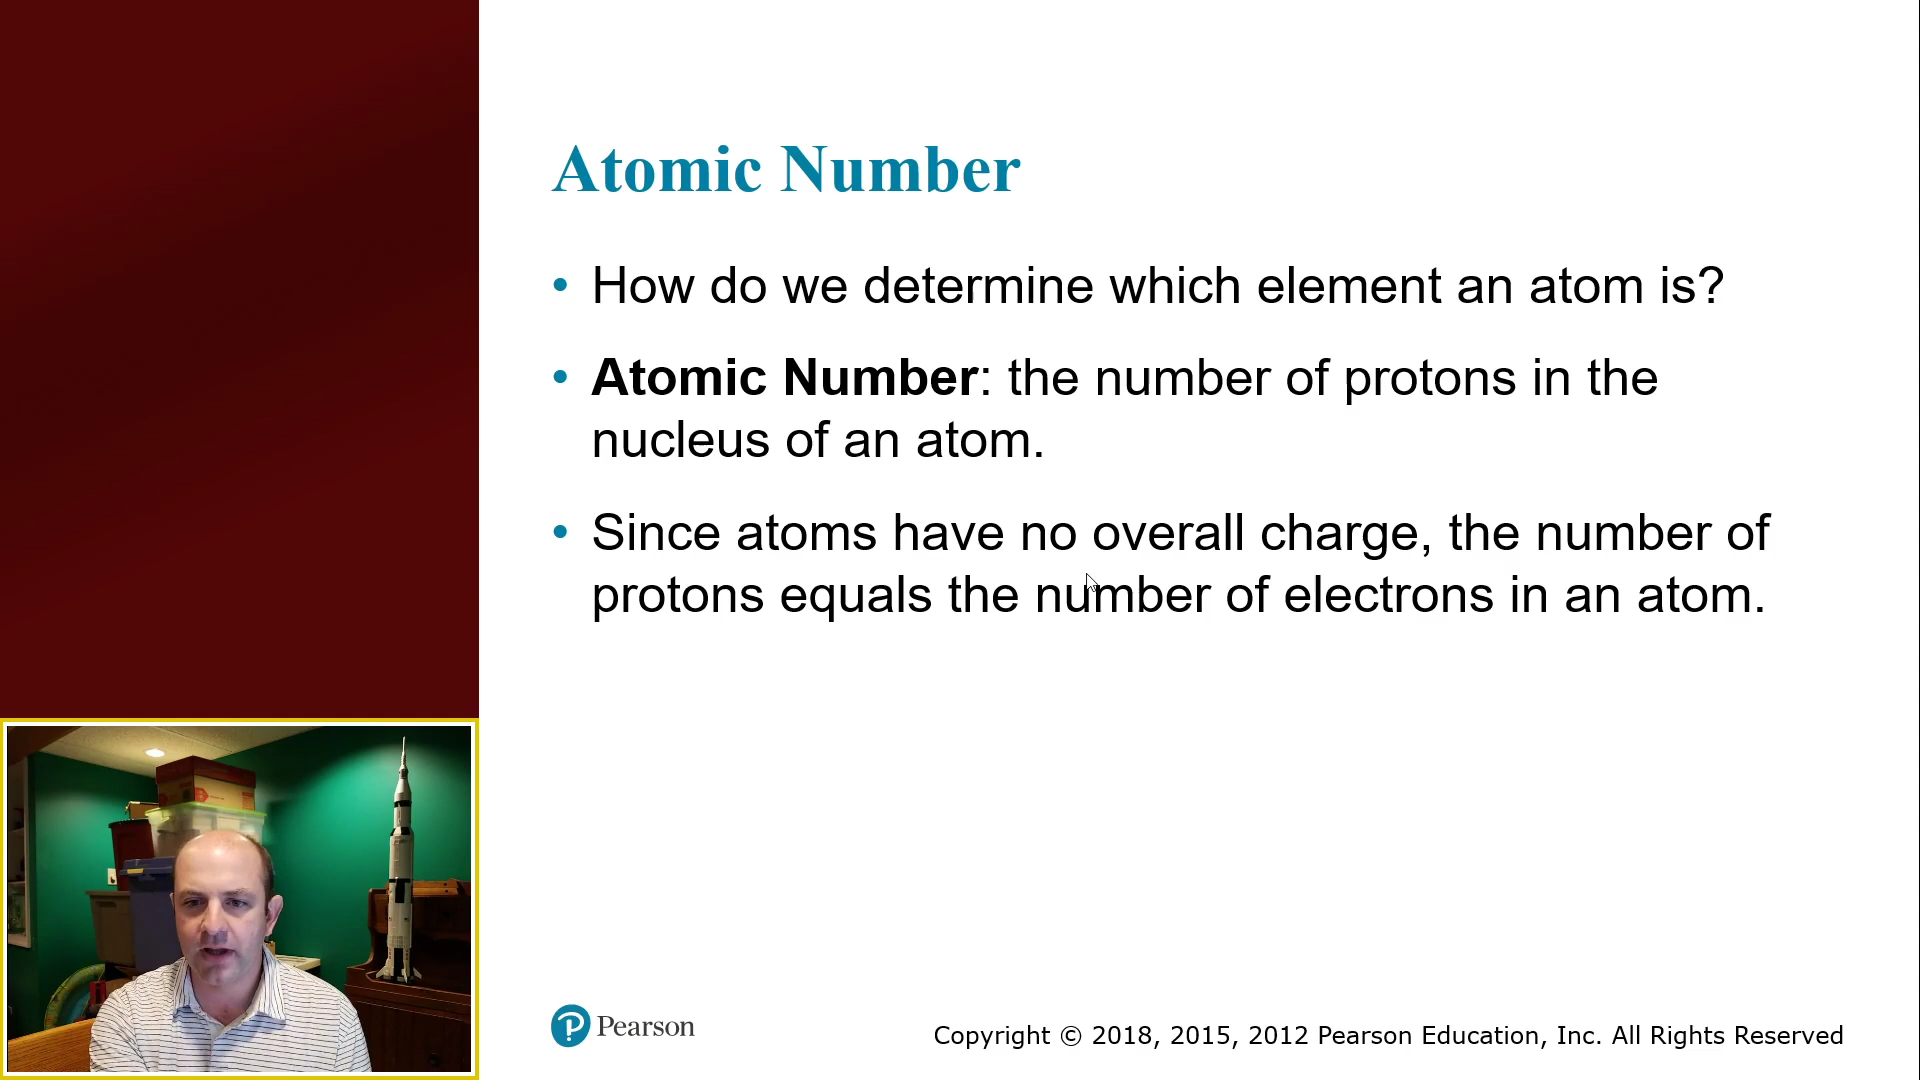 Atomic Number
• How do we determine which element an atom is?
• Atomic Number: the number of protons in the
nucleus of an atom.
• Since atoms have no overall charge, the number of
protons equals the number of electrons in an atom.
Pearson
Copyright © 2018, 2015, 2012 Pearson Education, Inc. All Rights Reserved